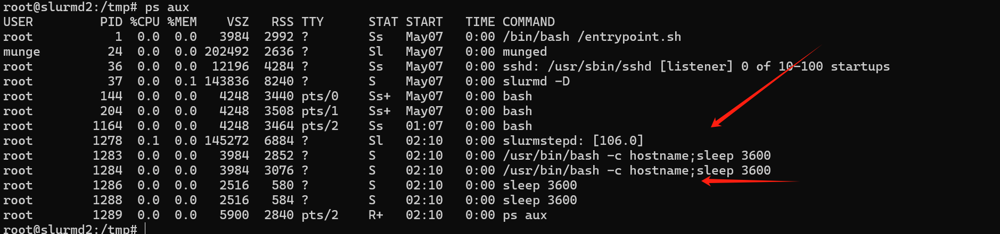 root@slurmd2:/tmp# ps aux
USER         PID %CPU %MEM    VSZ   RSS TTY      STAT START   TIME COMMAND
root           1  0.0  0.0   3984  2992 ?        Ss   May07   0:00 /bin/bash /entrypoint.sh
munge         24  0.0  0.0 202492  2636 ?        Sl   May07   0:00 munged
root          36  0.0  0.0  12196  4284 ?        Ss   May07   0:00 sshd: /usr/sbin/sshd [listener] 0 of 10-100 startups
root          37  0.0  0.1 143836  8240 ?        S    May07   0:00 slurmd -D
root         144  0.0  0.0   4248  3440 pts/0    Ss+  May07   0:00 bash
root         204  0.0  0.0   4248  3508 pts/1    Ss+  May07   0:00 bash
root        1164  0.0  0.0   4248  3464 pts/2    Ss   01:07   0:00 bash
root        1278  0.1  0.0 145272  6884 ?        Sl   02:10   0:00 slurmstepd: [106.0]
root        1283  0.0  0.0   3984  2852 ?        S    02:10   0:00 /usr/bin/bash -c hostname;sleep 3600
root        1284  0.0  0.0   3984  3076 ?        S    02:10   0:00 /usr/bin/bash -c hostname;sleep 3600
root        1286  0.0  0.0   2516   580 ?        S    02:10   0:00 sleep 3600
root        1288  0.0  0.0   2516   584 ?        S    02:10   0:00 sleep 3600
root        1289  0.0  0.0   5900  2840 pts/2    R+   02:10   0:00 ps aux
root@slurmd2:/tmp#